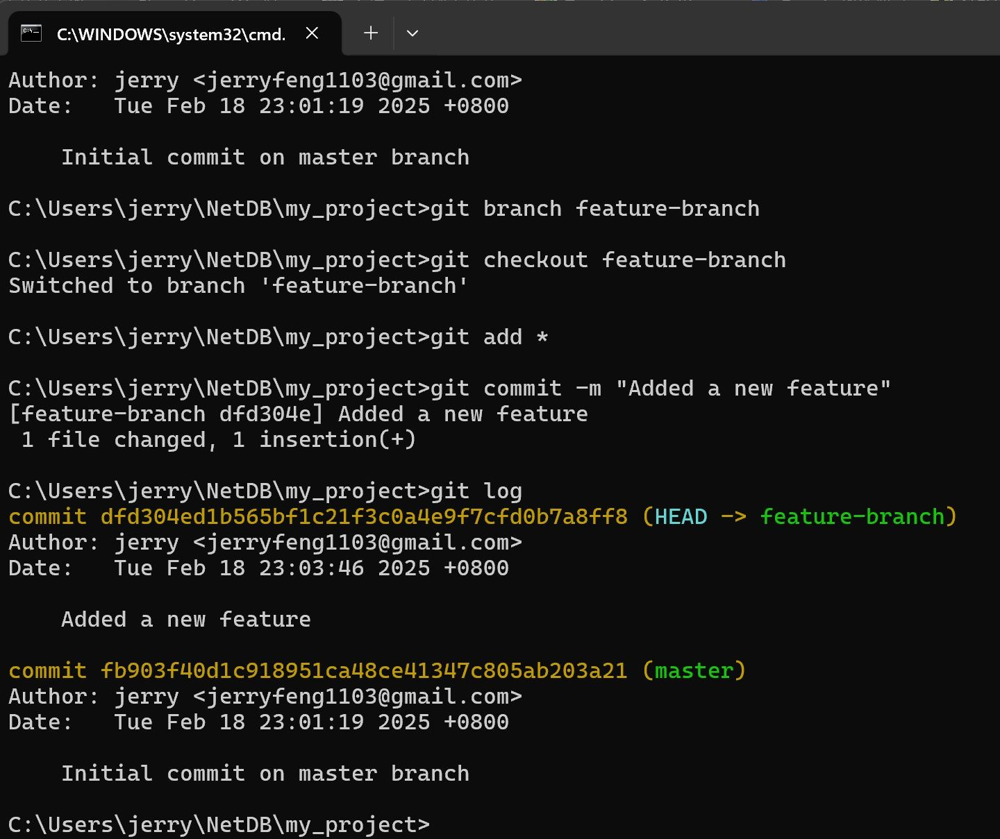 C:\WINDOWS\system32\cmd.
Author: jerry <jerryfeng1103@gmail.com>
Date:   Tue Feb 18 23:01:19 2025 +0800
    Initial commit on master branch
C:\Users\jerry\NetDB\my_project>git branch feature-branch
C:\Users\jerry\NetDB\my_project>git checkout feature-branch
Switched to branch 'feature-branch'
C:\Users\jerry\NetDB\my_project>git add *
C:\Users\jerry\NetDB\my_project>git commit -m "Added a new feature"
[feature-branch dfd304e] Added a new feature
 1 file changed, 1 insertion(+)
C:\Users\jerry\NetDB\my_project>git log
commit dfd304ed1b565bf1c21f3c0a4e9f7cfd0b7a8ff8 (HEAD -> feature-branch)
Author: jerry <jerryfeng1103@gmail.com>
Date:   Tue Feb 18 23:03:46 2025 +0800
    Added a new feature
commit fb903f40d1c918951ca48ce41347c805ab203a21 (master)
Author: jerry <jerryfeng1103@gmail.com>
Date:   Tue Feb 18 23:01:19 2025 +0800
    Initial commit on master branch
C:\Users\jerry\NetDB\my_project>